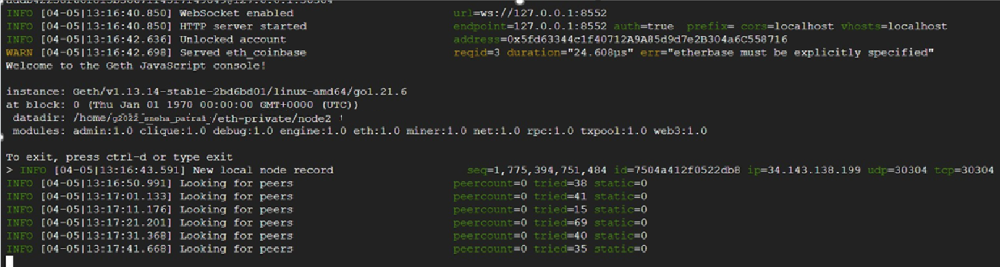 INFO [04-05|13:16:40.850] WebSocket enabled url=ws://127.0.0.1:8552
INFO [04-05|13:16:40.850] HTTP server started endpoint=127.0.0.1:8552 auth=true prefix= cors=localhost vhosts=localhost
INFO [04-05|13:16:42.636] Unlocked account address=0x5fd63344c1f40712A9A85d9d7e2B304a6C558716
WARN [04-05|13:16:42.698] Served eth_coinbase reqid=3 duration="24.608µs" err="etherbase must be explicitly specified"
Welcome to the Geth JavaScript console!
instance: Geth/v1.13.14-stable-2bd6bd01/linux-amd64/go1.21.6
at block: 0 (Thu Jan 01 1970 00:00:00 GMT+0000 (UTC))
datadir: /home/g2022_sneha_patra/eth-private/node2
modules: admin:1.0 clique:1.0 debug:1.0 engine:1.0 eth:1.0 miner:1.0 net:1.0 rpc:1.0 txpool:1.0 web3:1.0
To exit, press ctrl-d or type exit
> INFO [04-05|13:16:43.591] New local node record seq=1,775,394,751,484 id=7504a412f0522db8 ip=34.143.138.199 udp=30304 tcp=30304
INFO [04-05|13:16:50.991] Looking for peers peercount=0 tried=38 static=0
INFO [04-05|13:17:01.133] Looking for peers peercount=0 tried=41 static=0
INFO [04-05|13:17:11.176] Looking for peers peercount=0 tried=15 static=0
INFO [04-05|13:17:21.201] Looking for peers peercount=0 tried=69 static=0
INFO [04-05|13:17:31.368] Looking for peers peercount=0 tried=40 static=0
INFO [04-05|13:17:41.668] Looking for peers peercount=0 tried=35 static=0